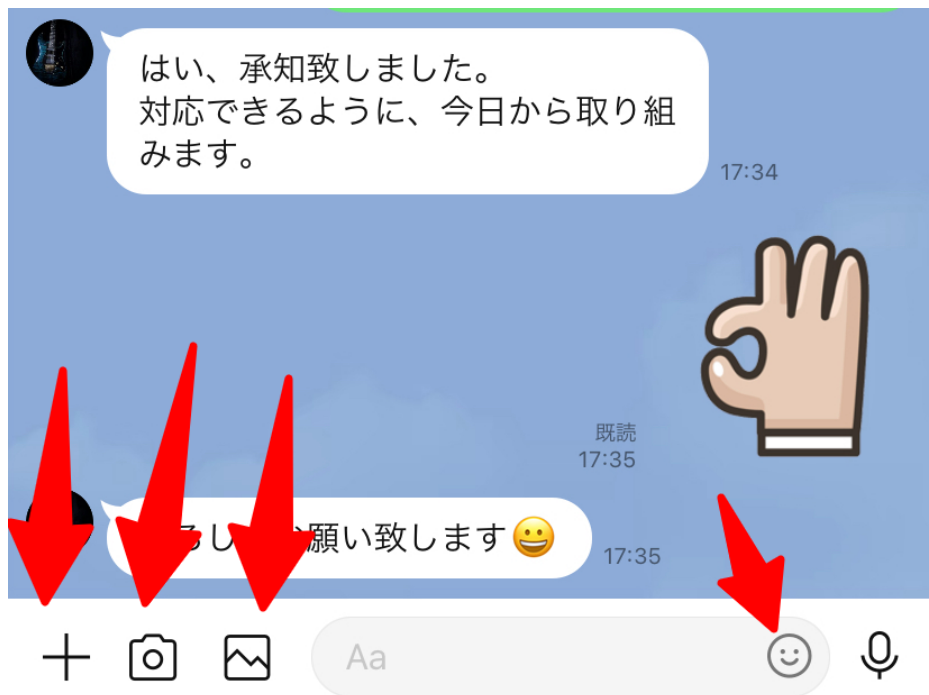 はい、承知致しました。
対応できるように、今日から取り組
みます。
17:34
既読
17:35
ろし
願い致します😀
17:35
Aa